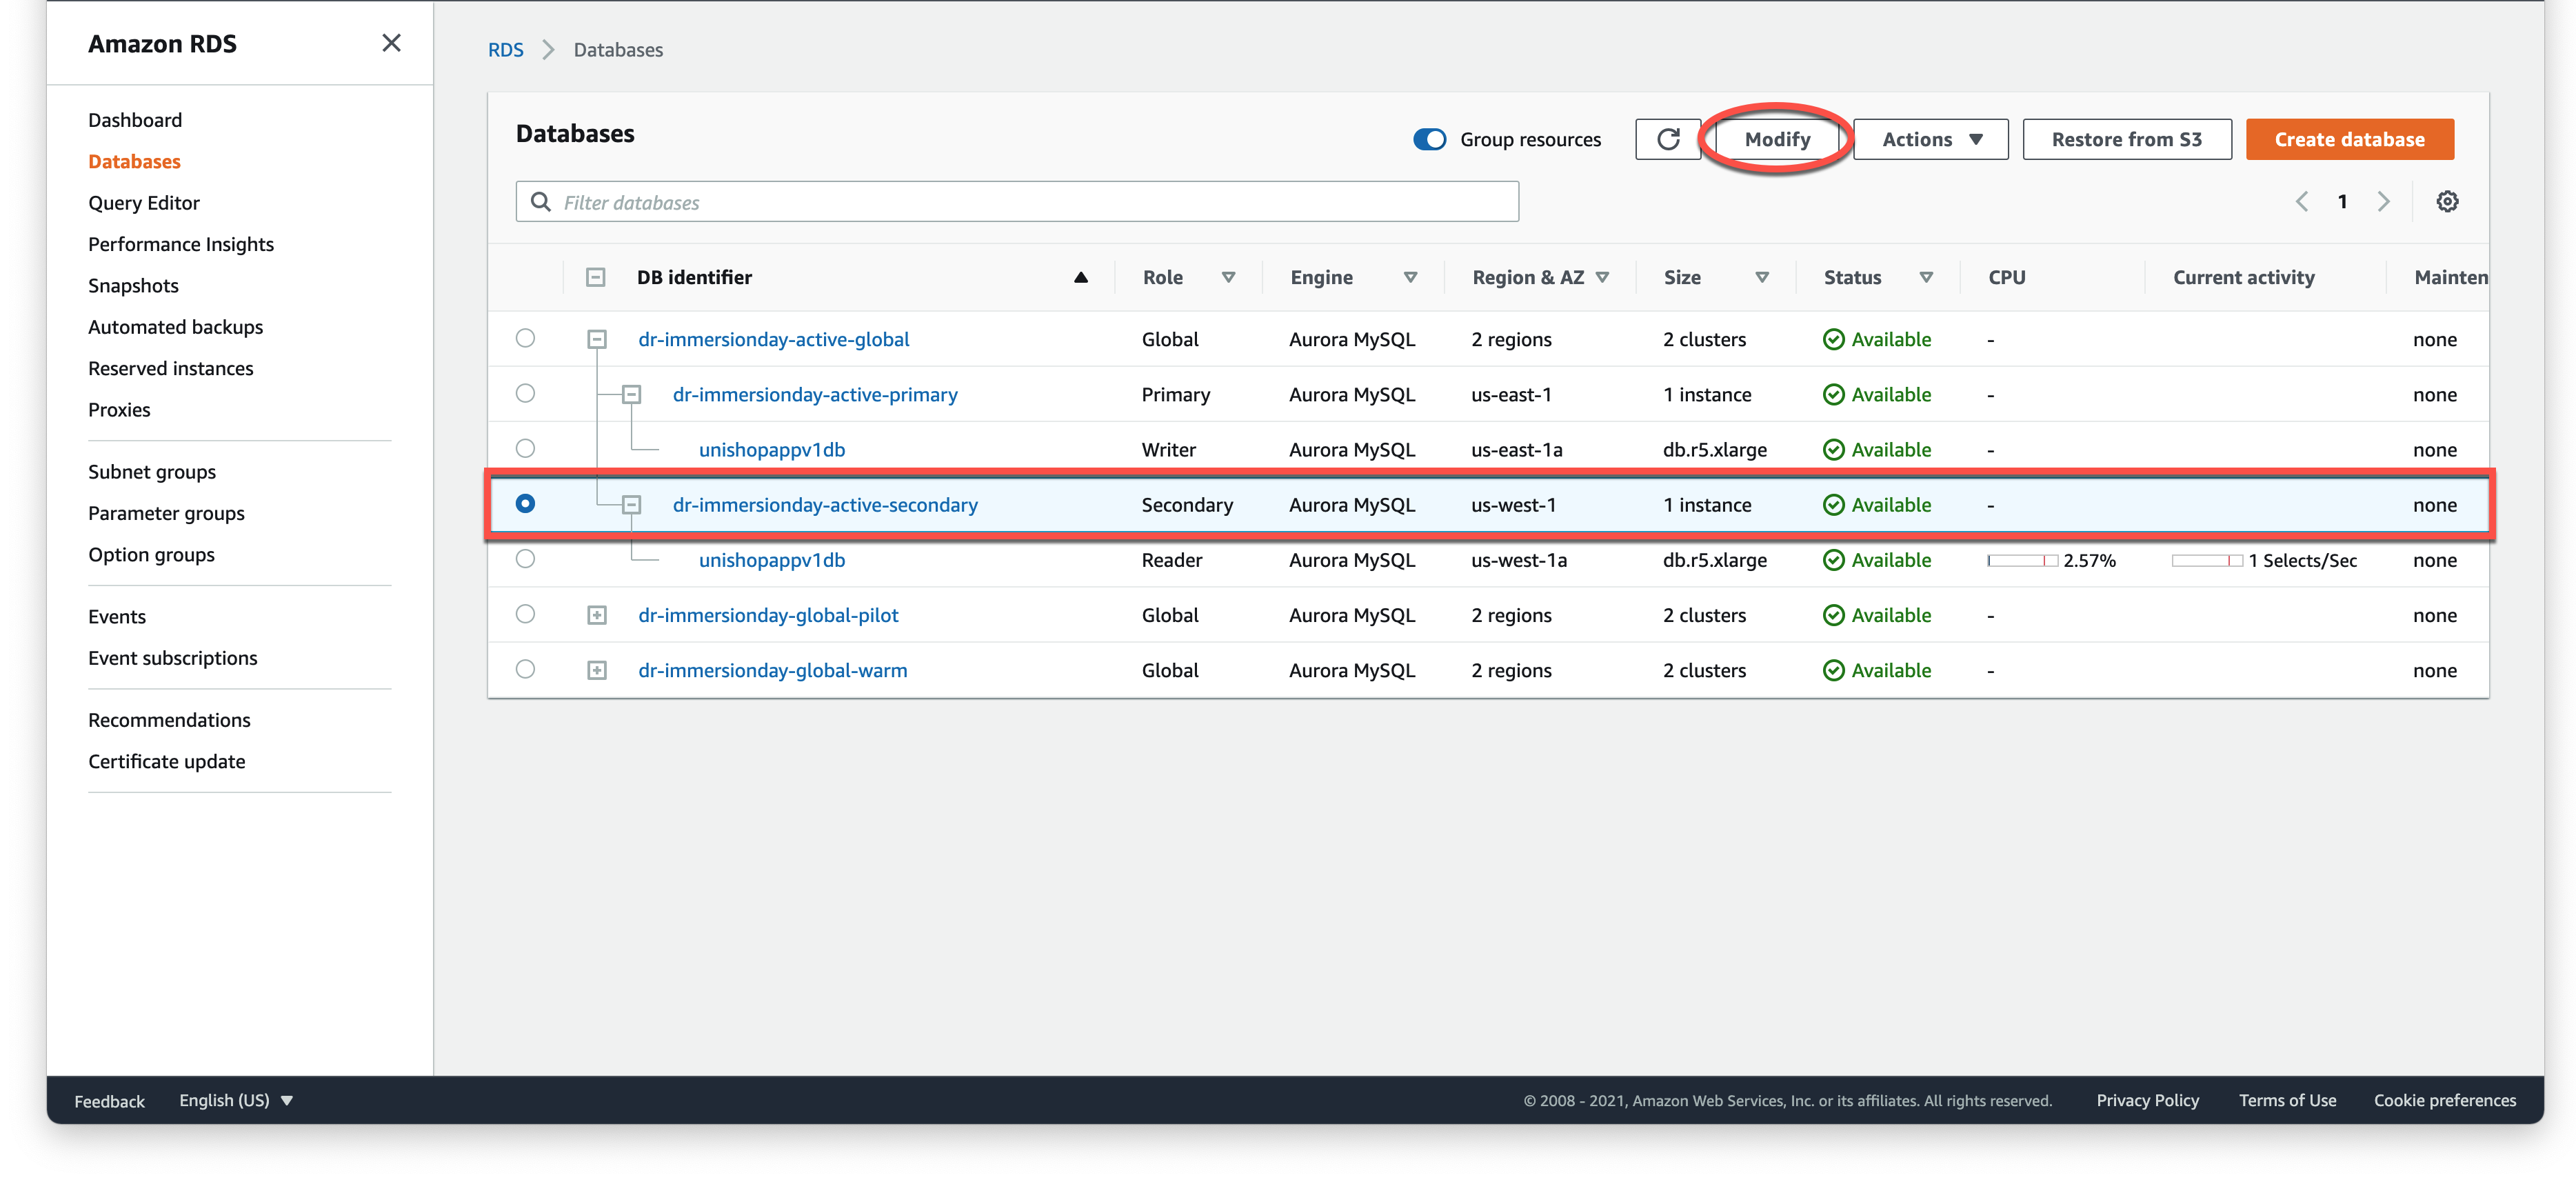 Amazon RDS
Dashboard
Databases
Query Editor
Performance Insights
Snapshots
Automated backups
Reserved instances
Proxies
Subnet groups
Parameter groups
Option groups
Events
Event subscriptions
Recommendations
Certificate update
RDS Databases
Databases
Group resources Modify Actions Restore from S3 Create database
Filter databases
1
DB identifier Role Engine Region & AZ Size Status CPU Current activity Mainten
dr-immersionday-active-global Global Aurora MySQL 2 regions 2 clusters Available - none
dr-immersionday-active-primary Primary Aurora MySQL us-east-1 1 instance Available - none
unishopappv1db Writer Aurora MySQL us-east-1a db.r5.xlarge Available - none
dr-immersionday-active-secondary Secondary Aurora MySQL us-west-1 1 instance Available - none
unishopappv1db Reader Aurora MySQL us-west-1a db.r5.xlarge Available 2.57% 1 Selects/Sec none
dr-immersionday-global-pilot Global Aurora MySQL 2 regions 2 clusters Available - none
dr-immersionday-global-warm Global Aurora MySQL 2 regions 2 clusters Available - none
Feedback English (US) © 2008 - 2021, Amazon Web Services, Inc. or its affiliates. All rights reserved. Privacy Policy Terms of Use Cookie preferences